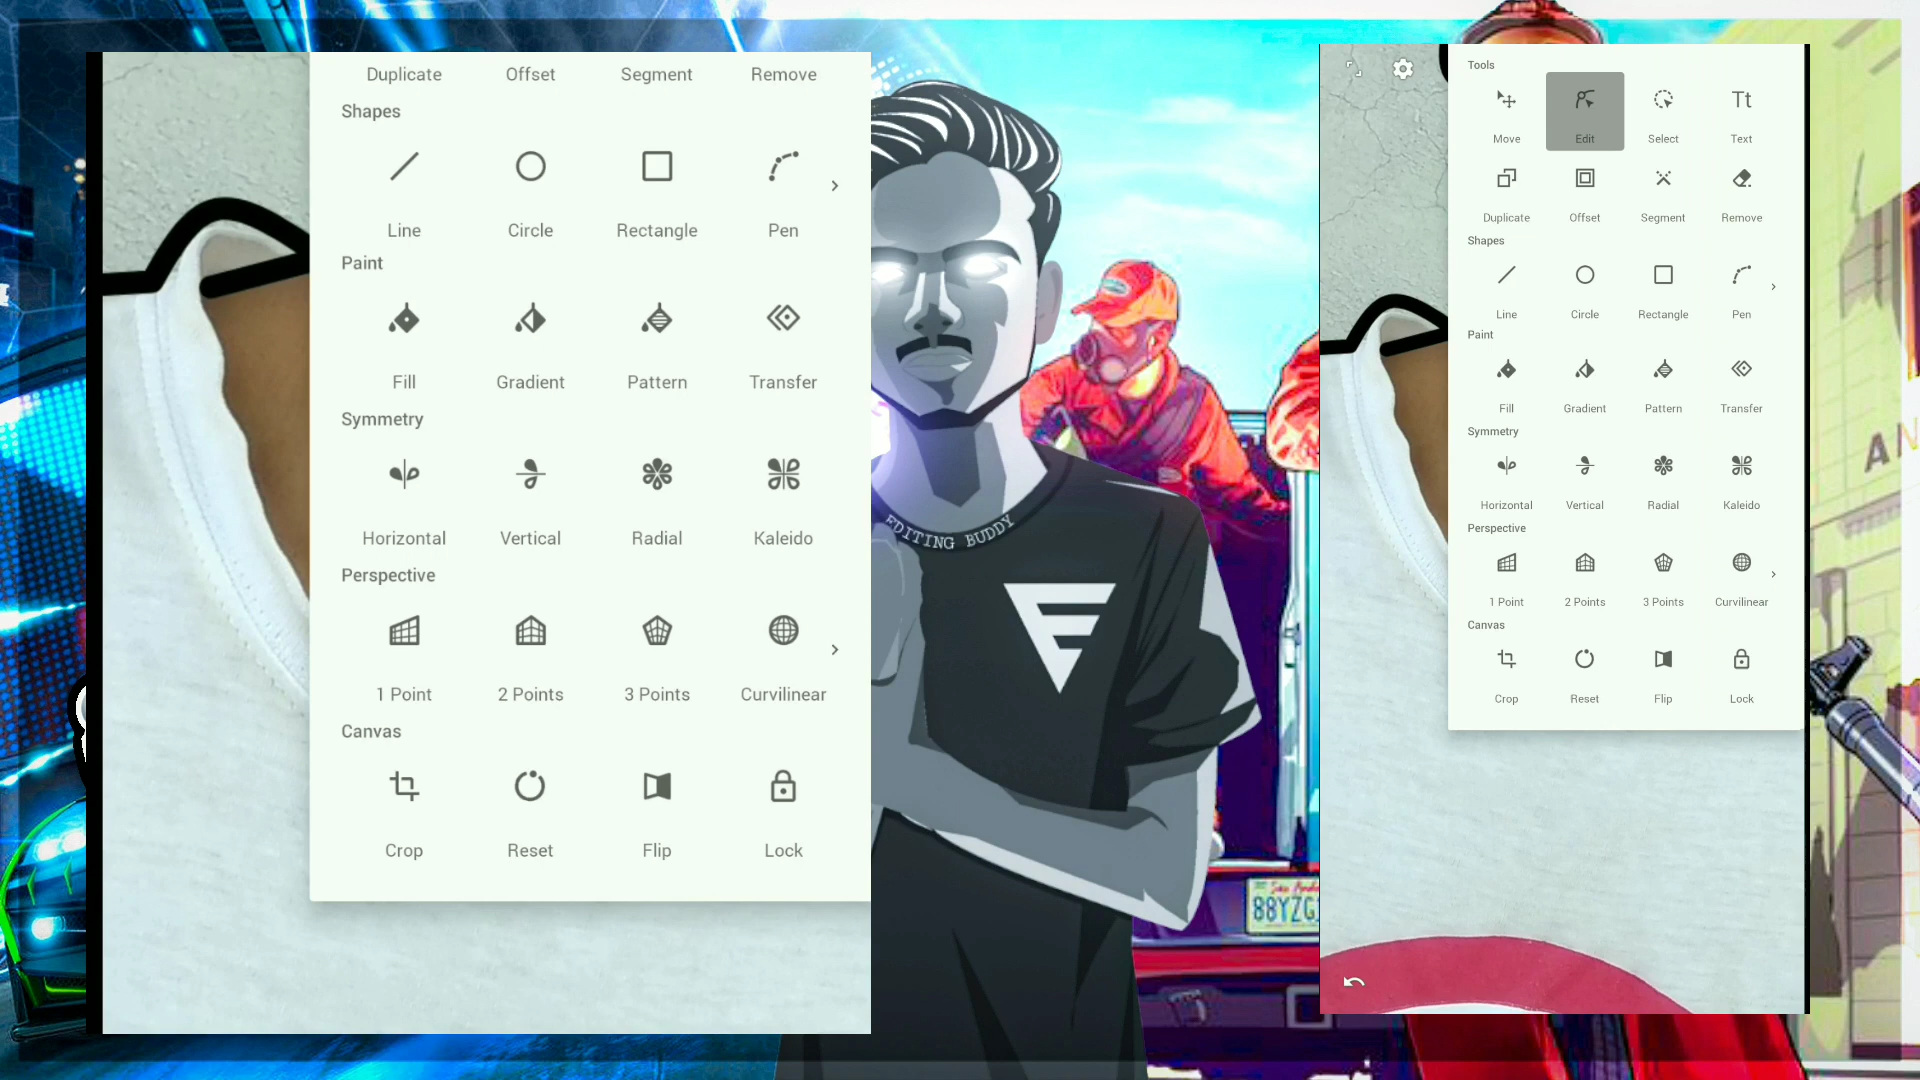 Duplicate Offset Segment Remove
Shapes
Line Circle Rectangle Pen
Paint
Fill Gradient Pattern Transfer
Symmetry
Horizontal Vertical Radial Kaleido
Perspective
1 Point 2 Points 3 Points Curvilinear
Canvas
Crop Reset Flip Lock
EDITING BUDDY
88YZG
Tools
Move Edit Select Tt Text
Duplicate Offset Segment Remove
Shapes
Line Circle Rectangle Pen
Paint
Fill Gradient Pattern Transfer
Symmetry
Horizontal Vertical Radial Kaleido
Perspective
1 Point 2 Points 3 Points Curvilinear
Canvas
Crop Reset Flip Lock
AN